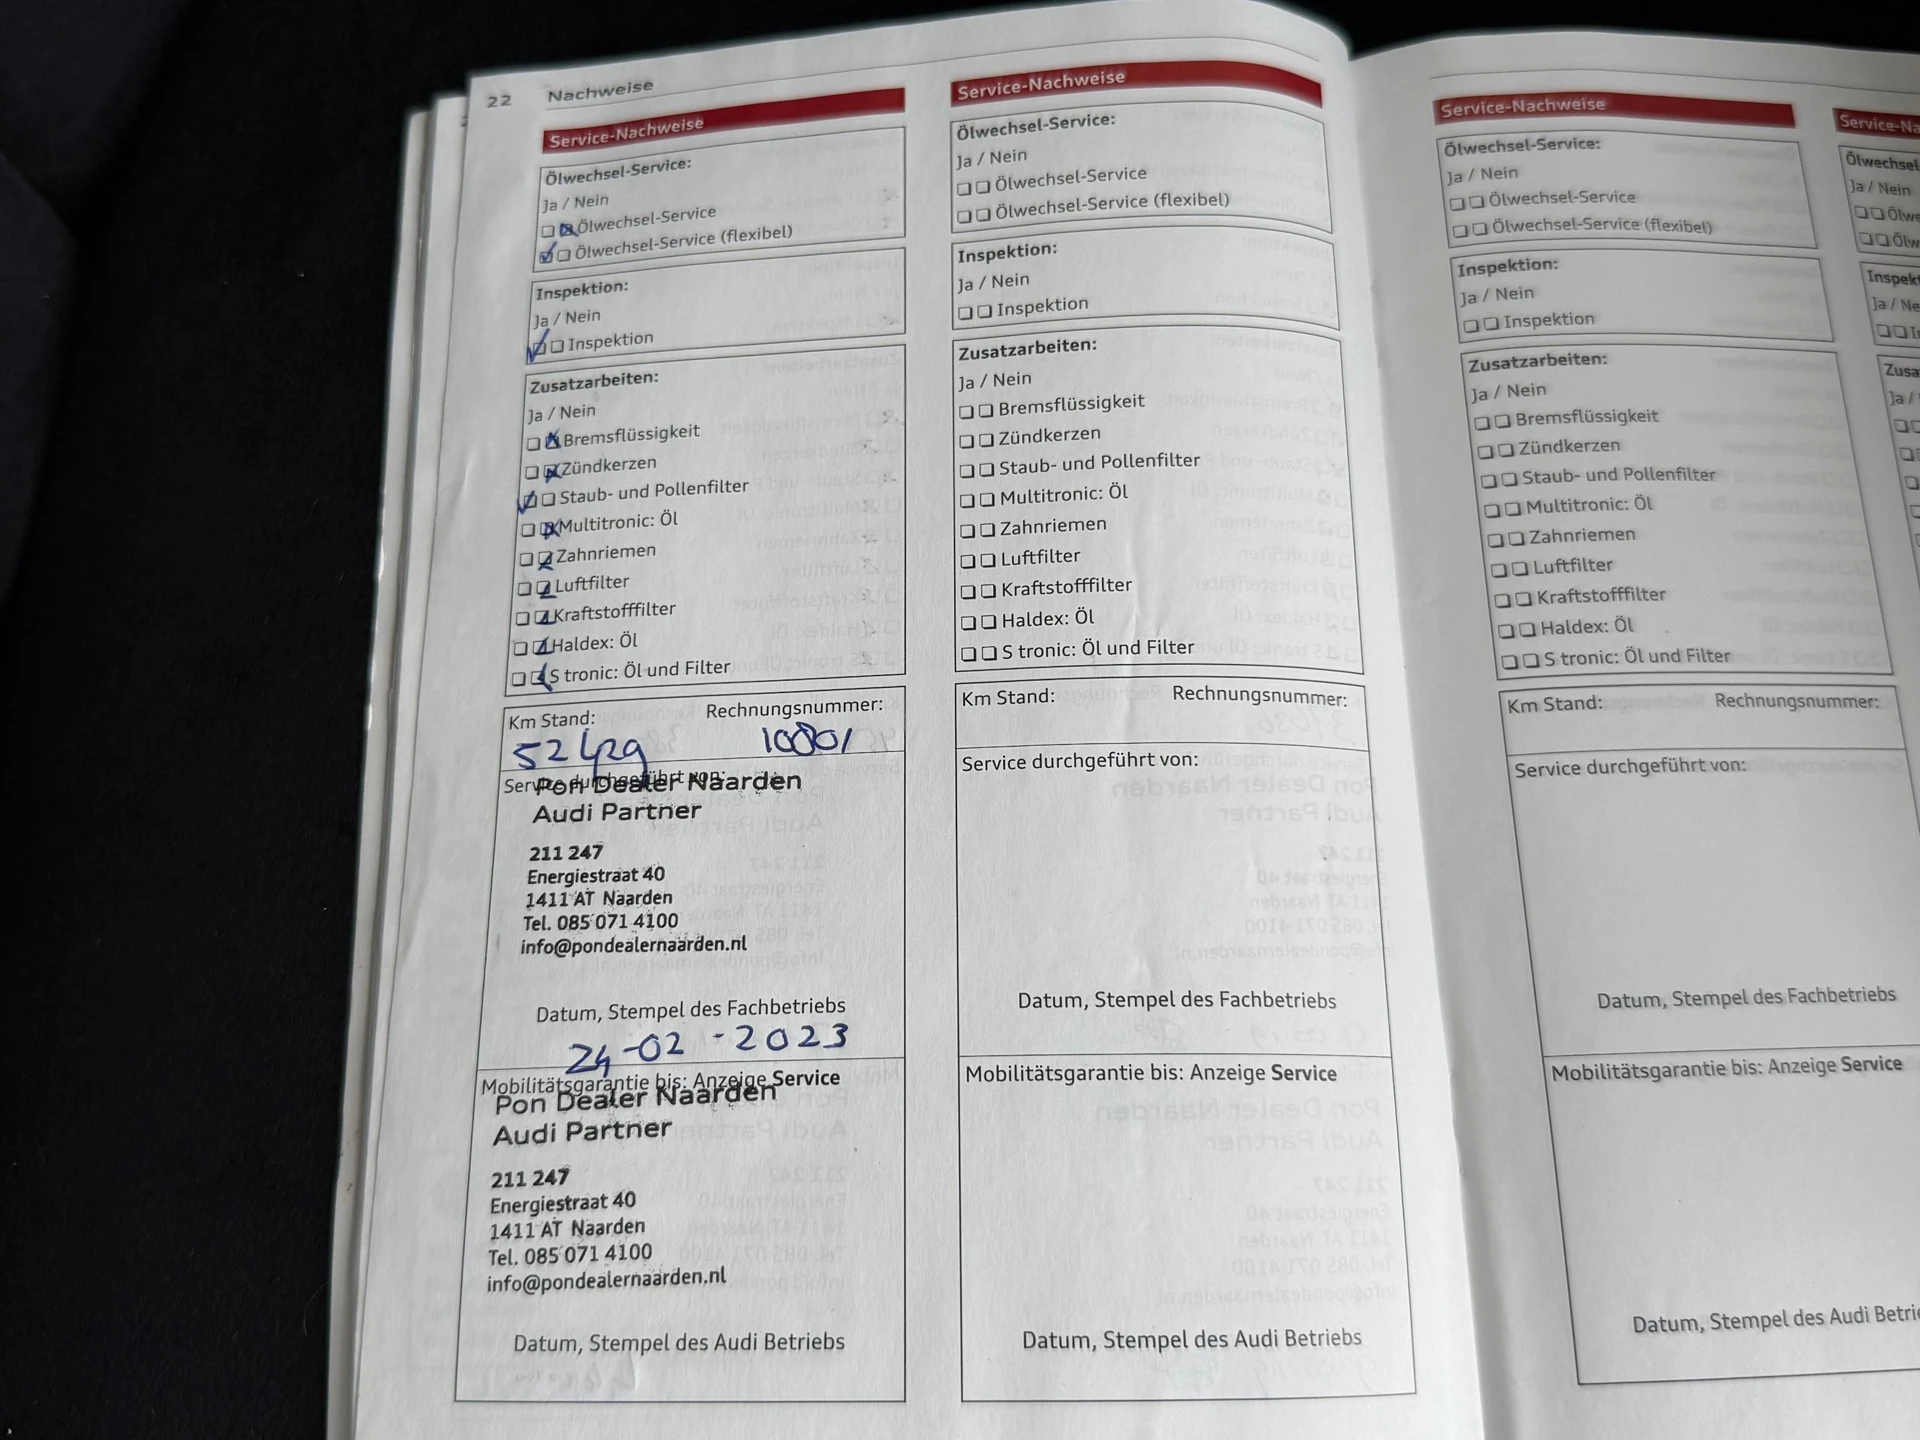 22 Nachweise
Service-Nachweise
Ölwechsel-Service:
Ja / Nein
Ölwechsel-Service
Ölwechsel-Service (flexibel)
Inspektion:
Ja / Nein
Inspektion
Zusatzarbeiten:
Ja / Nein
Bremsflüssigkeit
Zündkerzen
Staub- und Pollenfilter
Multitronic: Öl
Zahnriemen
Luftfilter
Kraftstofffilter
Haldex: Öl
S tronic: Öl und Filter
Km Stand: Rechnungsnummer:
52429 10801
Service durchgeführt von:
Pon Dealer Naarden
Audi Partner
211 247
Energiestraat 40
1411 AT Naarden
Tel. 085 071 4100
info@pondealernaarden.nl
Datum, Stempel des Fachbetriebs
24-02-2023
Mobilitätsgarantie bis: Anzeige Service
Pon Dealer Naarden
Audi Partner
211 247
Energiestraat 40
1411 AT Naarden
Tel. 085 071 4100
info@pondealernaarden.nl
Datum, Stempel des Audi Betriebs
Service-Nachweise
Ölwechsel-Service:
Ja / Nein
Ölwechsel-Service
Ölwechsel-Service (flexibel)
Inspektion:
Ja / Nein
Inspektion
Zusatzarbeiten:
Ja / Nein
Bremsflüssigkeit
Zündkerzen
Staub- und Pollenfilter
Multitronic: Öl
Zahnriemen
Luftfilter
Kraftstofffilter
Haldex: Öl
S tronic: Öl und Filter
Km Stand: Rechnungsnummer:
Service durchgeführt von:
Datum, Stempel des Fachbetriebs
Mobilitätsgarantie bis: Anzeige Service
Datum, Stempel des Audi Betriebs
Service-Nachweise
Ölwechsel-Service:
Ja / Nein
Ölwechsel-Service
Ölwechsel-Service (flexibel)
Inspektion:
Ja / Nein
Inspektion
Zusatzarbeiten:
Ja / Nein
Bremsflüssigkeit
Zündkerzen
Staub- und Pollenfilter
Multitronic: Öl
Zahnriemen
Luftfilter
Kraftstofffilter
Haldex: Öl
S tronic: Öl und Filter
Km Stand: Rechnungsnummer:
Service durchgeführt von:
Datum, Stempel des Fachbetriebs
Mobilitätsgarantie bis: Anzeige Service
Datum, Stempel des Audi
Ja / Nein